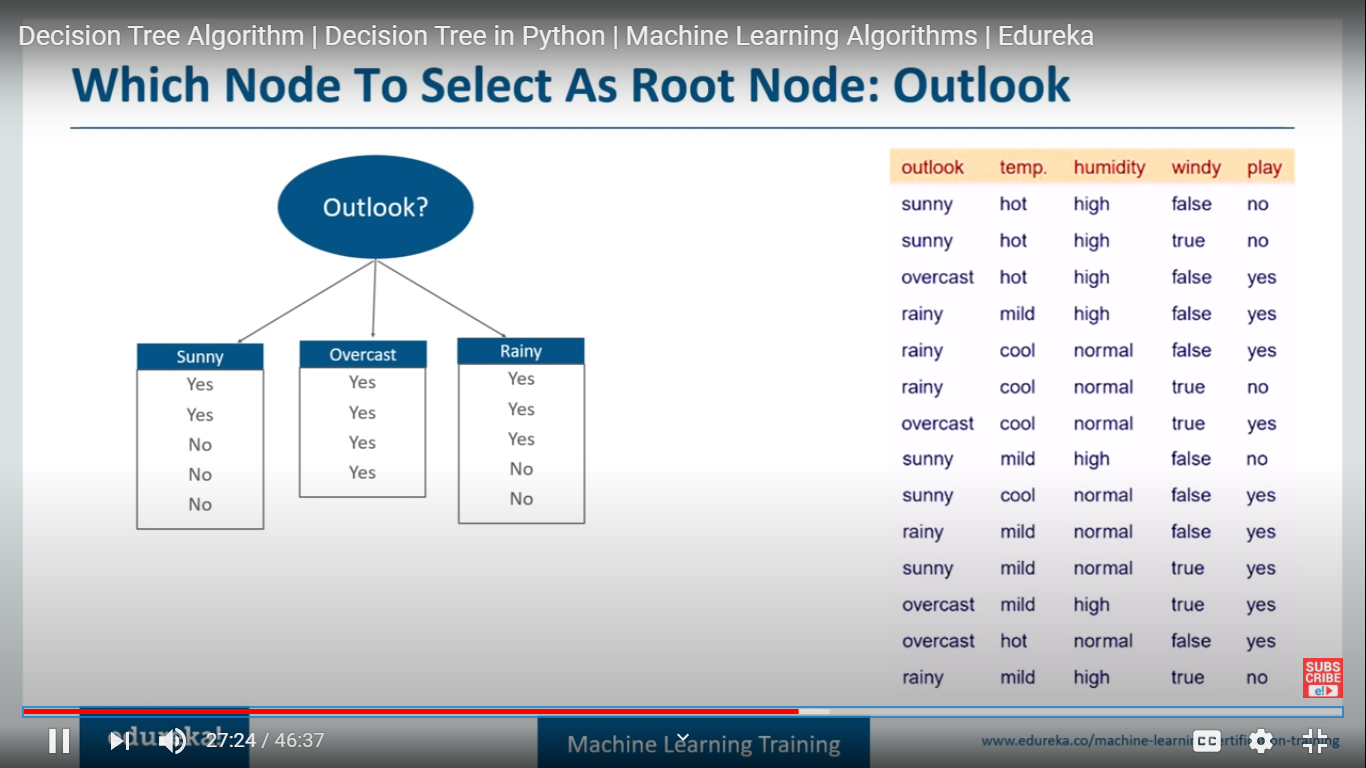 Decision Tree Algorithm | Decision Tree in Python | Machine Learning Algorithms | Edureka
Which Node To Select As Root Node: Outlook
Outlook?
Sunny
Yes
Yes
No
No
No
Overcast
Yes
Yes
Yes
Yes
Rainy
Yes
Yes
Yes
No
No
outlook temp. humidity windy play
sunny hot high false no
sunny hot high true no
overcast hot high false yes
rainy mild high false yes
rainy cool normal false yes
rainy cool normal true no
overcast cool normal true yes
sunny mild high false no
sunny cool normal false yes
rainy mild normal false yes
sunny mild normal true yes
overcast mild high true yes
overcast hot normal false yes
rainy mild high true no
SUBS
CRIBE
e!
edureka!
27:24 / 46:37
Machine Learning Training
CC